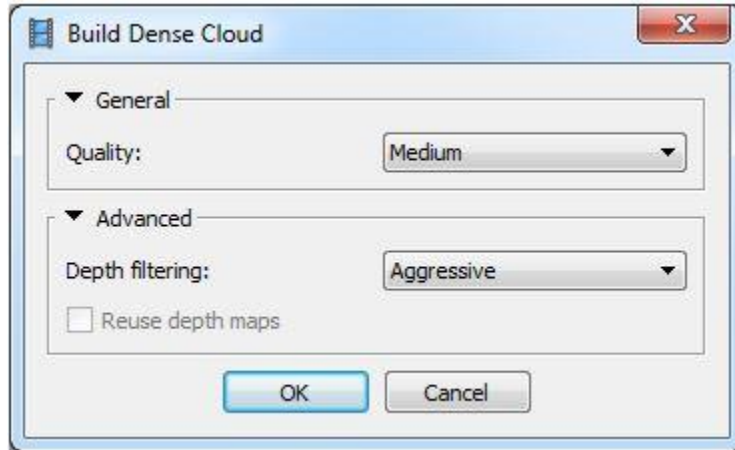 Build Dense Cloud
General
Quality: Medium
Advanced
Depth filtering: Aggressive
Reuse depth maps
OK Cancel